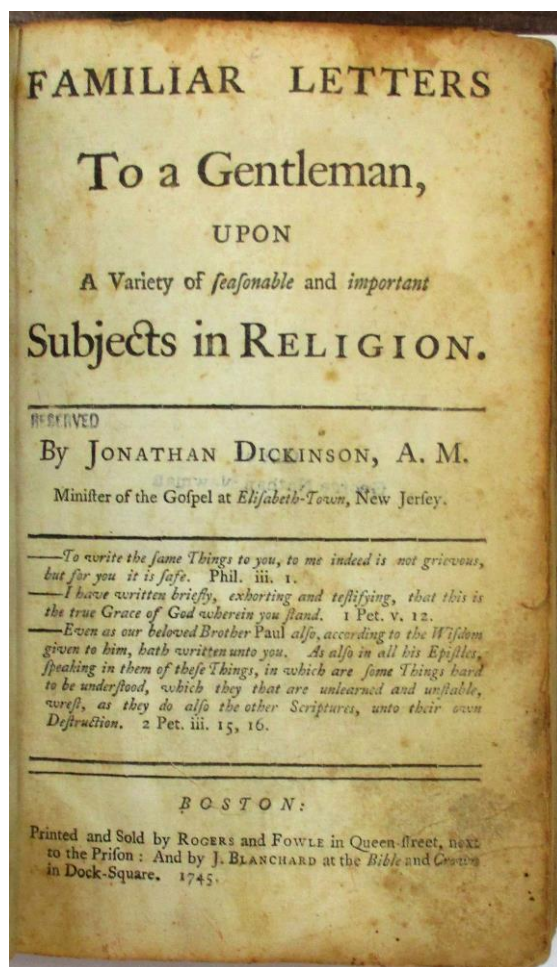 FAMILIAR LETTERS
To a Gentleman,
UPON
A Variety of ſeaſonable and important
Subjects in RELIGION.
RESERVED
By JONATHAN DICKINSON, A. M.
Miniſter of the Goſpel at Eliſabeth-Town, New Jerſey.
——To write the ſame Things to you, to me indeed is not grievous,
but for you it is ſafe. Phil. iii. 1.
——I have written briefly, exhorting and teſtifying, that this is
the true Grace of God wherein you ſtand. 1 Pet. v. 12.
——Even as our beloved Brother Paul alſo, according to the Wiſdom
given to him, hath written unto you. As alſo in all his Epiſtles,
ſpeaking in them of theſe Things, in which are ſome Things hard
to be underſtood, which they that are unlearned and unſtable,
wreſt, as they do alſo the other Scriptures, unto their own
Deſtruction. 2 Pet. iii. 15, 16.
BOSTON:
Printed and Sold by ROGERS and FOWLE in Queen-ſtreet, next
to the Priſon : And by J. BLANCHARD at the Bible and Crown
in Dock-Square. 1745.